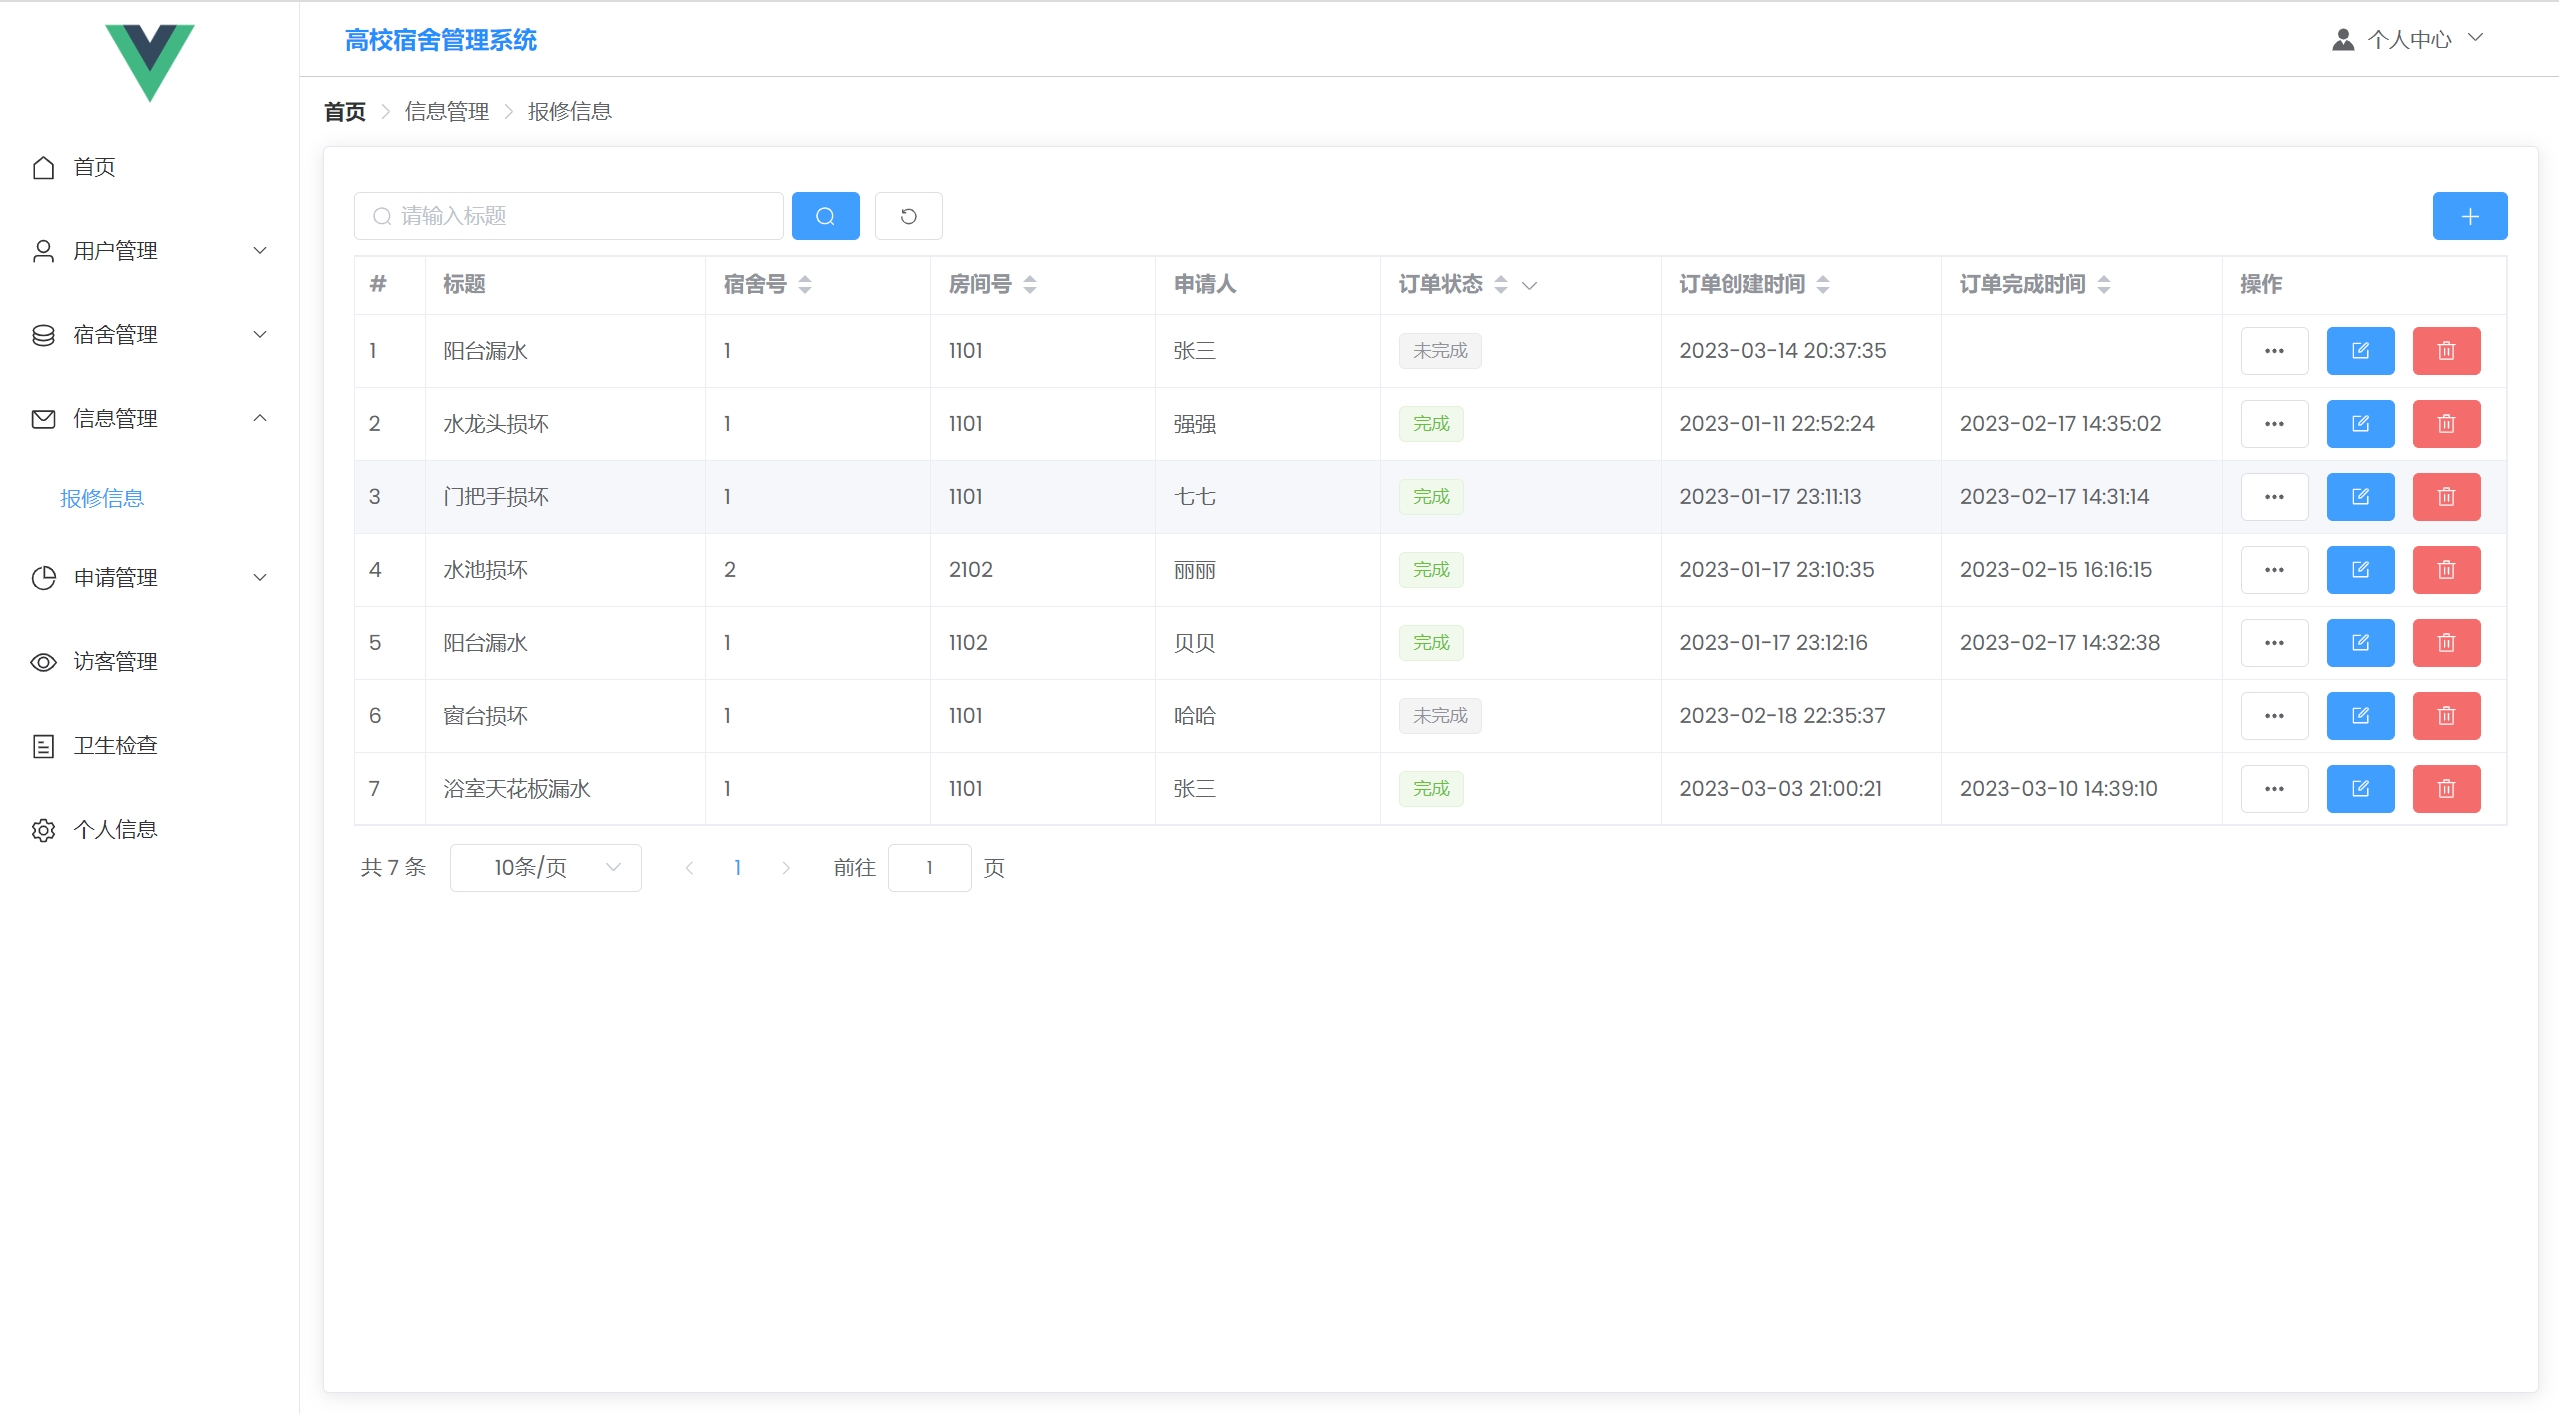 高校宿舍管理系统
个人中心
首页
用户管理
宿舍管理
信息管理
报修信息
申请管理
访客管理
卫生检查
个人信息
首页 信息管理 报修信息
请输入标题
# 标题 宿舍号 房间号 申请人 订单状态 订单创建时间 订单完成时间 操作
1 阳台漏水 1 1101 张三 未完成 2023-03-14 20:37:35
2 水龙头损坏 1 1101 强强 完成 2023-01-11 22:52:24 2023-02-17 14:35:02
3 门把手损坏 1 1101 七七 完成 2023-01-17 23:11:13 2023-02-17 14:31:14
4 水池损坏 2 2102 丽丽 完成 2023-01-17 23:10:35 2023-02-15 16:16:15
5 阳台漏水 1 1102 贝贝 完成 2023-01-17 23:12:16 2023-02-17 14:32:38
6 窗台损坏 1 1101 哈哈 未完成 2023-02-18 22:35:37
7 浴室天花板漏水 1 1101 张三 完成 2023-03-03 21:00:21 2023-03-10 14:39:10
共 7 条 10条/页 1 前往 1 页